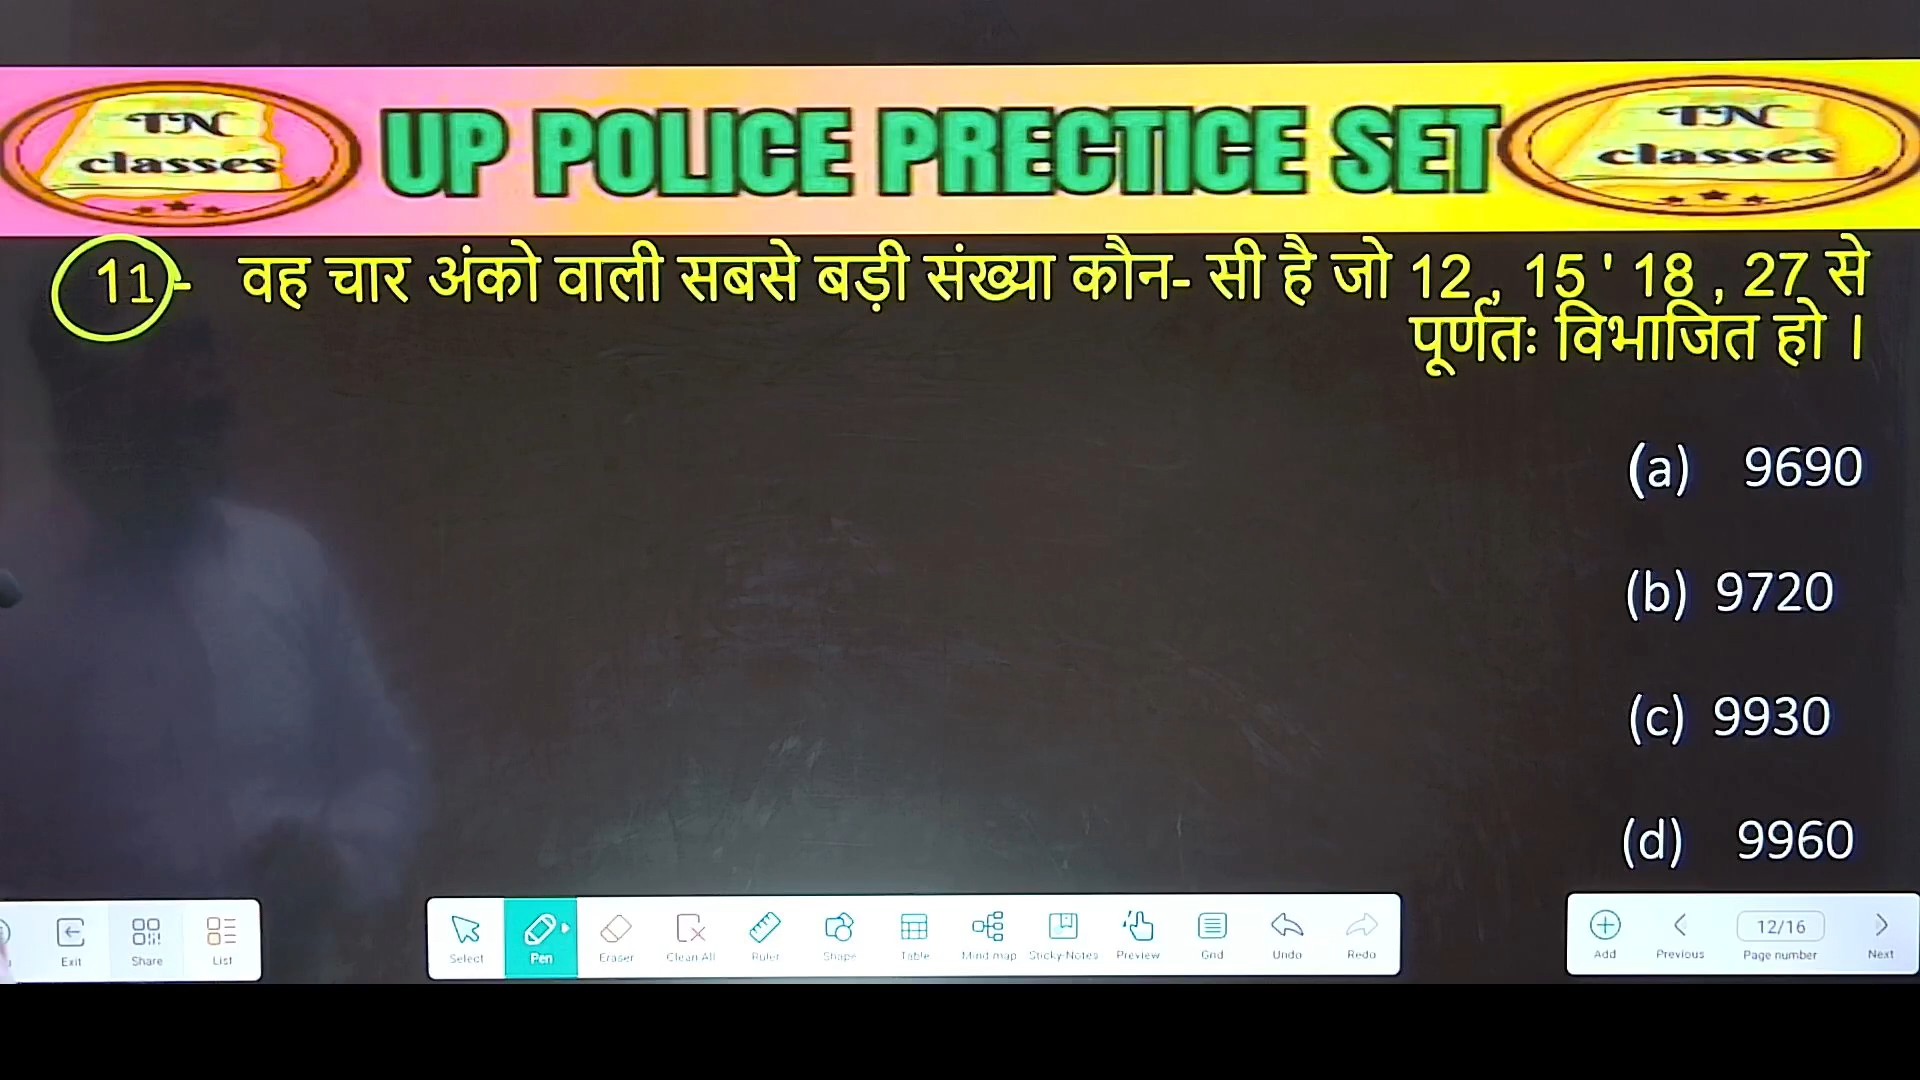 TN
classes
UP POLICE PRECTICE SET
TN
classes
11- वह चार अंको वाली सबसे बड़ी संख्या कौन- सी है जो 12 , 15 ' 18 , 27 से
पूर्णतः विभाजित हो ।
(a) 9690
(b) 9720
(c) 9930
(d) 9960
Exit
Share
List
Select
Pen
Eraser
Clean All
Ruler
Shape
Table
Mind map
Sticky-Notes
Preview
Grid
Undo
Redo
Add
Previous
12/16
Page number
Next